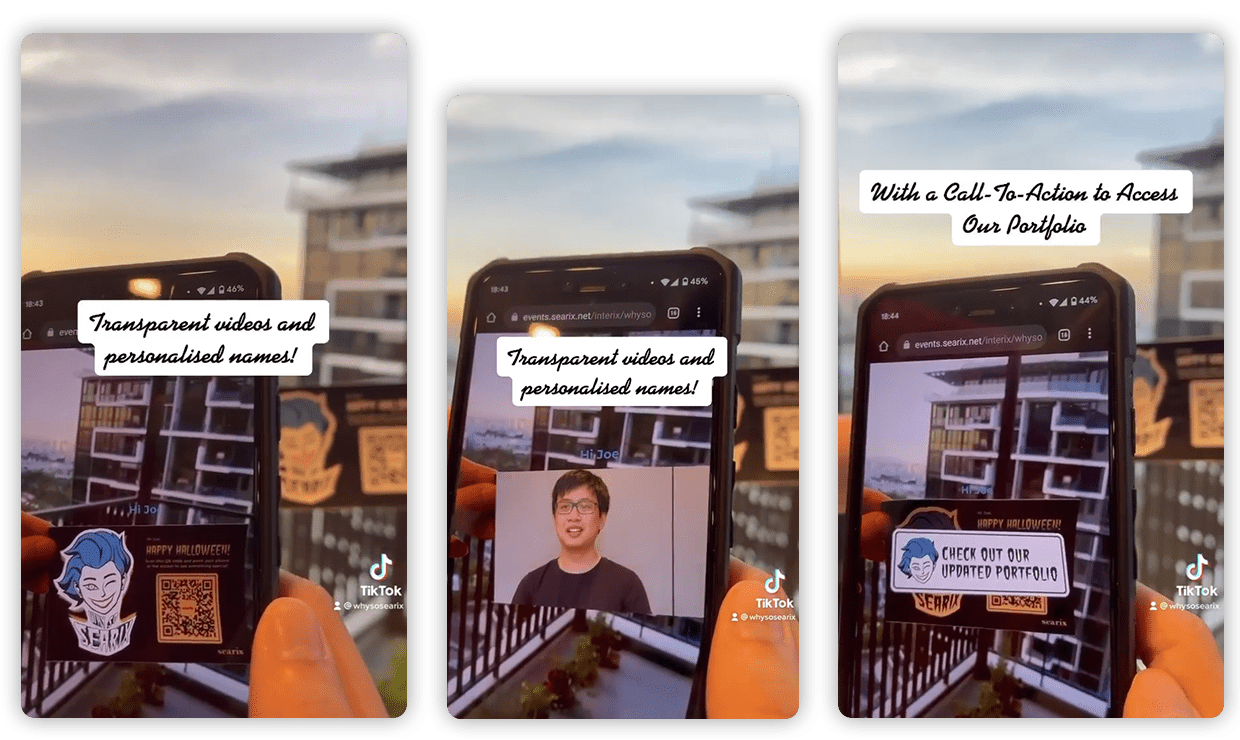 18:43
46%
Transparent videos and
personalised names!
Hi Joe
HAPPY HALLOWEEN!
SEARIX
searix
TikTok
@whysosearix
18:43
45%
events.searix.net/interix/whyso
16
Transparent videos and
personalised names!
Hi Joe
TikTok
@whysosearix
With a Call-To-Action to Access
Our Portfolio
18:44
44%
events.searix.net/interix/whyso
16
HAPPY HALLOWEEN!
CHECK OUT OUR
UPDATED PORTFOLIO
SEARIX
searix
TikTok
@whysosearix